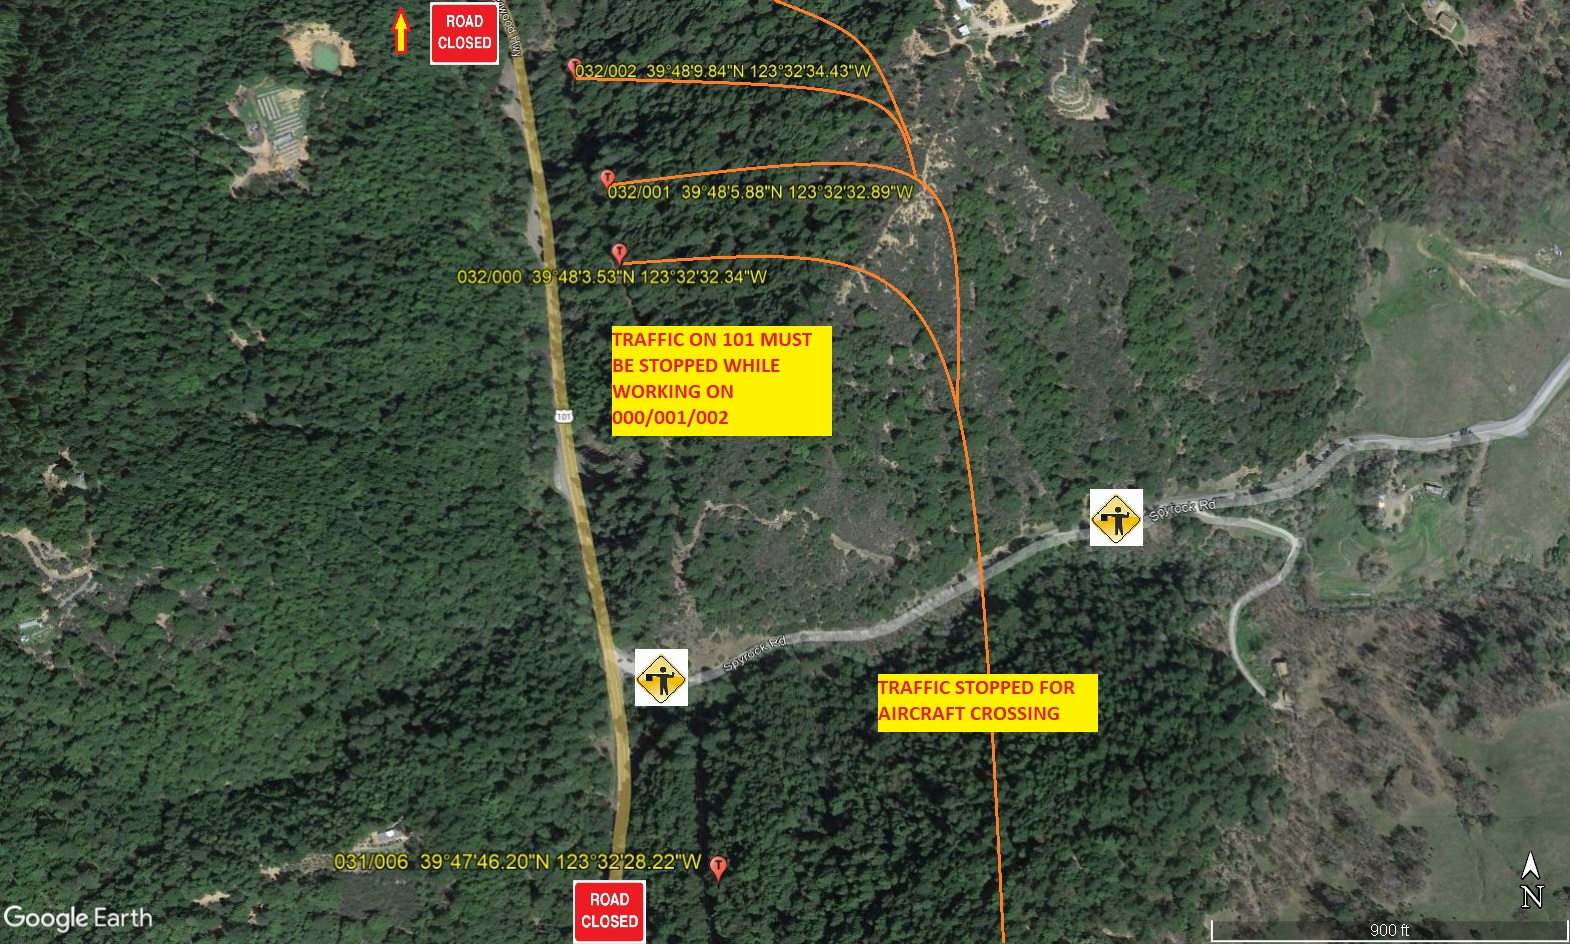 ROAD
CLOSED
wood Hwy
032/002 39°48'9.84"N 123°32'34.43"W
T
032/001 39°48'5.88"N 123°32'32.89"W
T
032/000 39°48'3.53"N 123°32'32.34"W
TRAFFIC ON 101 MUST
BE STOPPED WHILE
WORKING ON
000/001/002
101
Spyrock Rd
Spyrock Rd
TRAFFIC STOPPED FOR
AIRCRAFT CROSSING
031/006 39°47'46.20"N 123°32'28.22"W
T
ROAD
CLOSED
Google Earth
N
900 ft